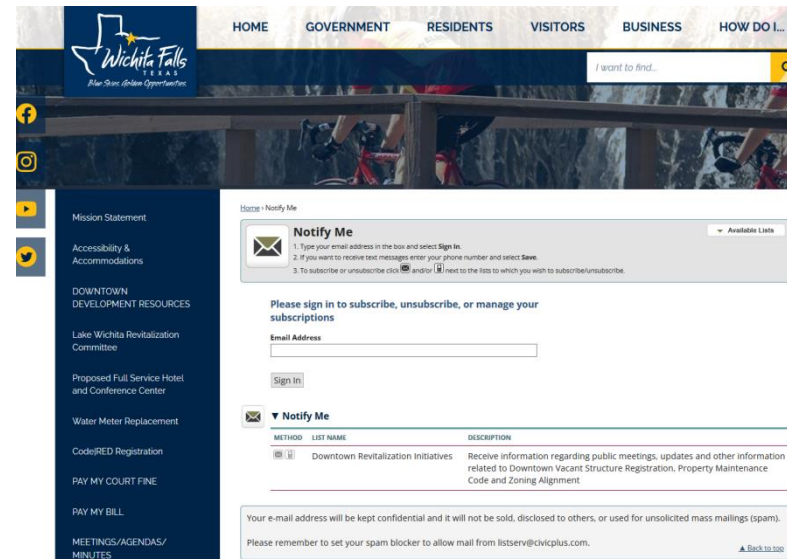 HOME GOVERNMENT RESIDENTS VISITORS BUSINESS HOW DO I...
Wichita Falls
TEXAS
Blue Skies. Golden Opportunities
I want to find...
Mission Statement
Accessibility &
Accommodations
DOWNTOWN
DEVELOPMENT RESOURCES
Lake Wichita Revitalization
Committee
Proposed Full Service Hotel
and Conference Center
Water Meter Replacement
Code|RED Registration
PAY MY COURT FINE
PAY MY BILL
MEETINGS/AGENDAS/
MINUTES
Home › Notify Me
Notify Me
Available Lists
1. Type your email address in the box and select Sign In.
2. If you want to receive text messages enter your phone number and select Save.
3. To subscribe or unsubscribe click and/or next to the lists to which you wish to subscribe/unsubscribe.
Please sign in to subscribe, unsubscribe, or manage your
subscriptions
Email Address
Sign In
▼ Notify Me
METHOD LIST NAME DESCRIPTION
Downtown Revitalization Initiatives Receive information regarding public meetings, updates and other information
related to Downtown Vacant Structure Registration, Property Maintenance
Code and Zoning Alignment
Your e-mail address will be kept confidential and it will not be sold, disclosed to others, or used for unsolicited mass mailings (spam).
Please remember to set your spam blocker to allow mail from listserv@civicplus.com.
▲ Back to top